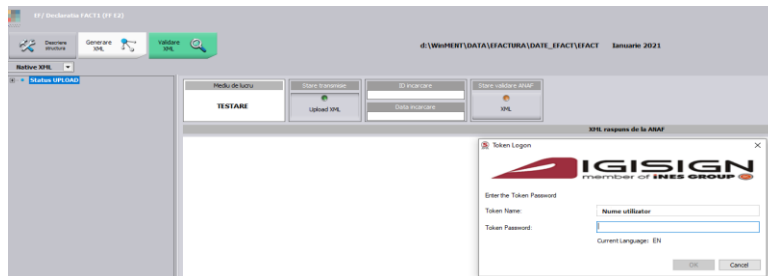 FF/ Declaratia FACT1 (FF E2)
Descriere structura
Generare XML
Validare XML
d:\WinMENT\DATA\EFACTURA\DATE_EFACT\EFACT Ianuarie 2021
Native XML
Status UPLOAD
Mediu de lucru
TESTARE
Stare transmisie
Upload XML
ID incarcare
Data incarcare
Stare validare ANAF
XML
XML raspuns de la ANAF
Token Logon
IGISIGN
member of iNES GROUP
Enter the Token Password
Token Name: Nume utilizator
Token Password:
Current Language: EN
OK Cancel